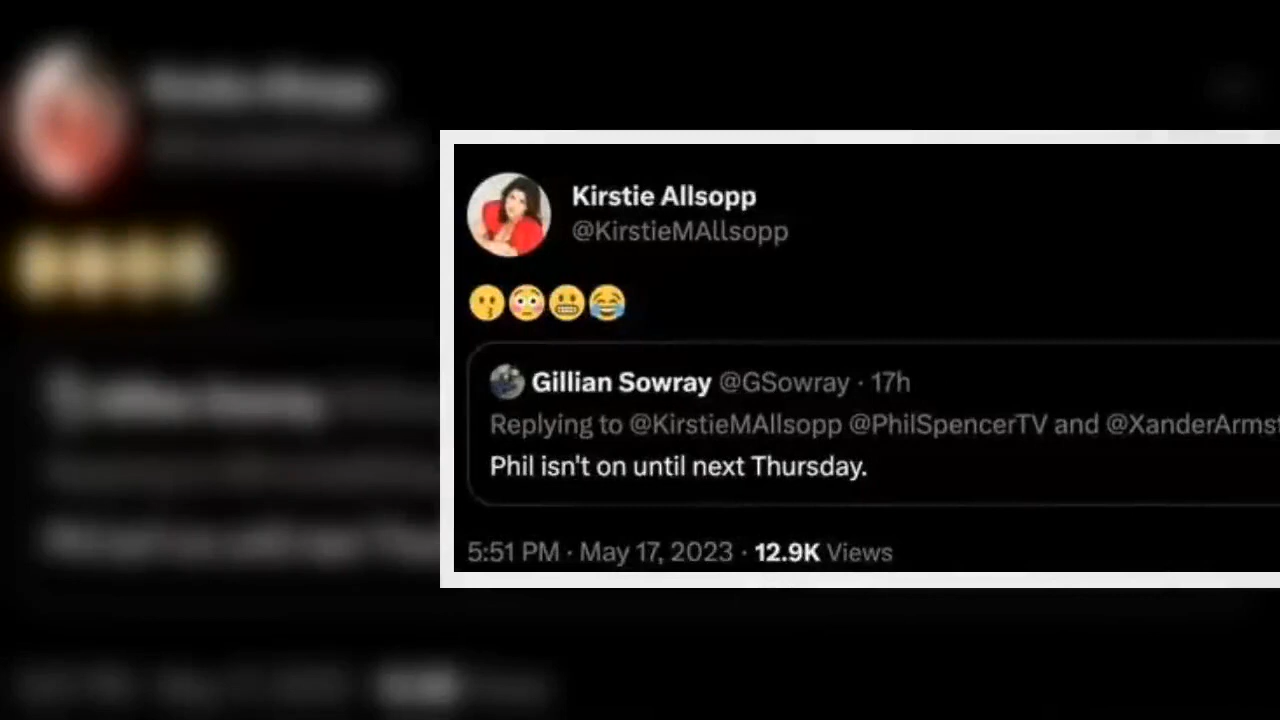 Kirstie Allsopp
@KirstieMAllsopp
😗😳😬😂
Gillian Sowray @GSowray · 17h
Replying to @KirstieMAllsopp @PhilSpencerTV and @XanderArmst
Phil isn't on until next Thursday.
5:51 PM · May 17, 2023 · 12.9K Views